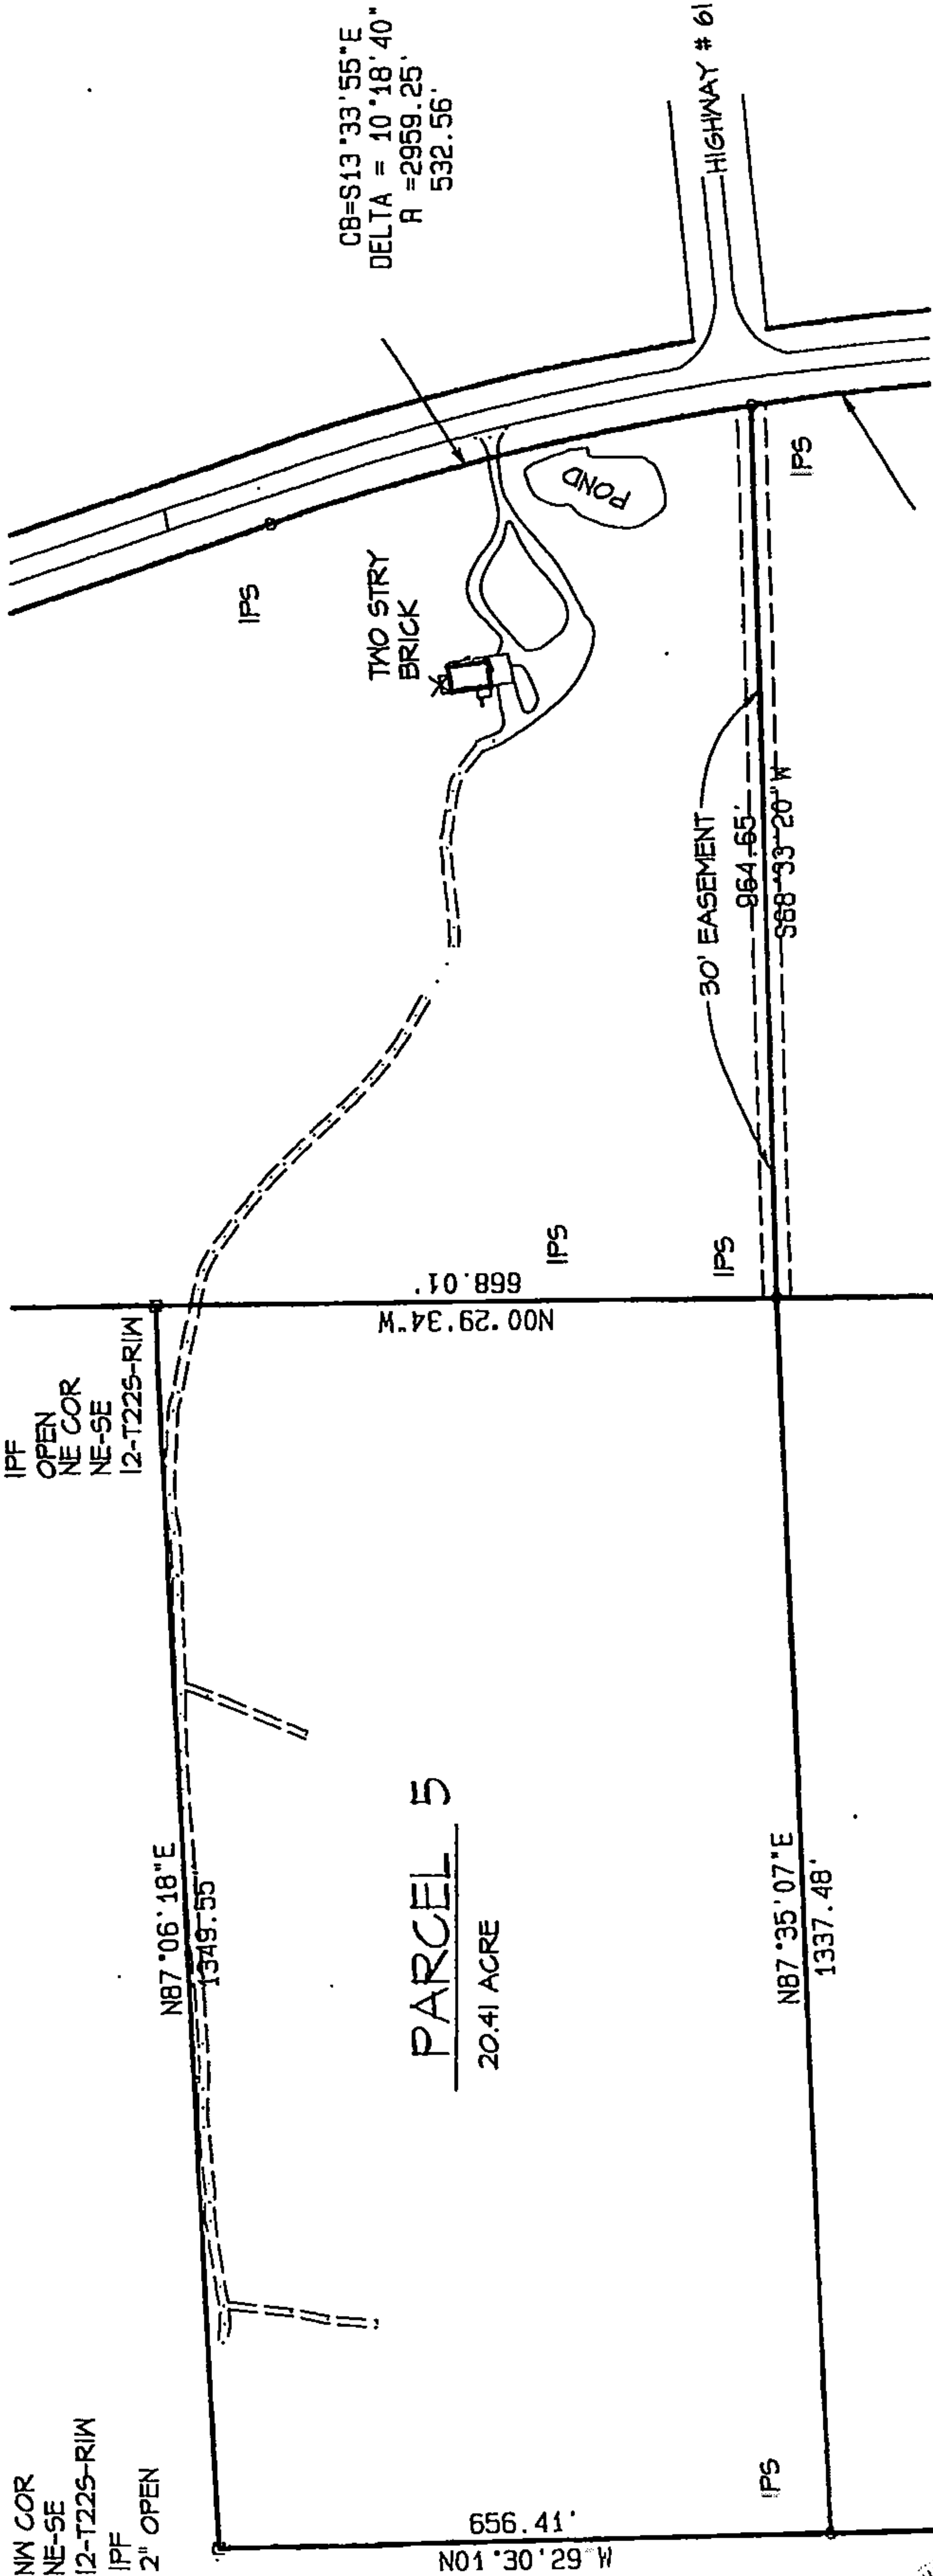 NW COR
NE-SE
12-T22S-R1W
IPF
2" OPEN
IPF
OPEN
NE COR
NE-SE
12-T22S-R1W
N87°06'18"E
1349.55'
656.41'
N01°30'29"W
PARCEL 5
20.41 ACRE
N87°35'07"E
1337.48'
IPS
668.01'
N00°29'34"W
IPS
IPS
30' EASEMENT
964.65'
S88°33'20"W
TWO STRY
BRICK
IPS
POND
IPS
CB=S13°33'55"E
DELTA = 10°18'40"
R =2959.25'
532.56'
HIGHWAY # 61